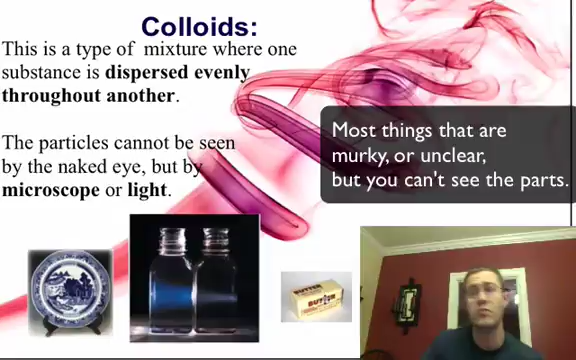 Colloids:
This is a type of mixture where one
substance is dispersed evenly
throughout another.
The particles cannot be seen
by the naked eye, but by
microscope or light.
Most things that are
murky, or unclear,
but you can't see the parts.
BUTTER